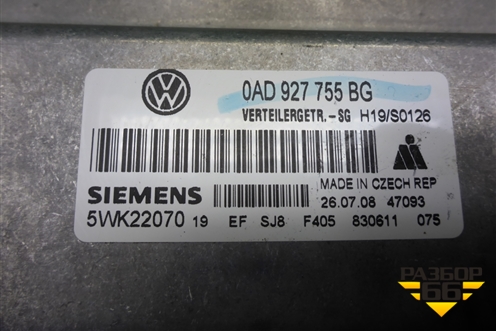 0AD 927 755 BG
VERTEILERGETR.-SG H19/S0126
SIEMENS
MADE IN CZECH REP
26.07.08 47093
5WK22070 19 EF SJ8 F405 830611 075
РАЗБОР
66